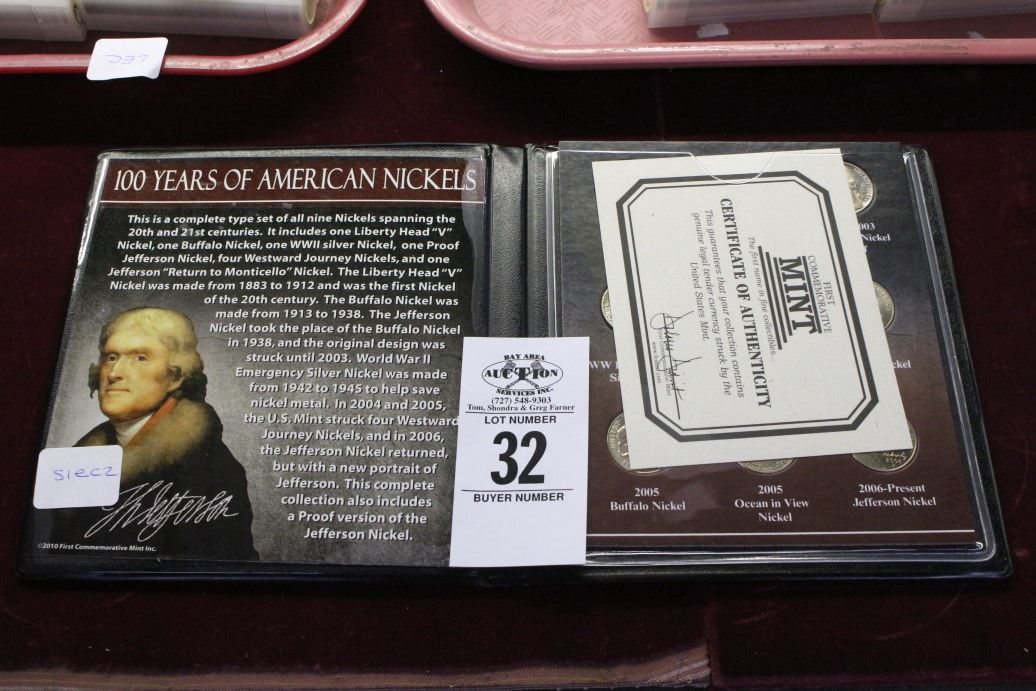 100 YEARS OF AMERICAN NICKELS
This is a complete type set of all nine Nickels spanning the
20th and 21st centuries. It includes one Liberty Head "V"
Nickel, one Buffalo Nickel, one WWII silver Nickel, one Proof
Jefferson Nickel, four Westward Journey Nickels, and one
Jefferson "Return to Monticello" Nickel. The Liberty Head "V"
Nickel was made from 1883 to 1912 and was the first Nickel
of the 20th century. The Buffalo Nickel was
made from 1913 to 1938. The Jefferson
Nickel took the place of the Buffalo Nickel
in 1938, and the original design was
struck until 2003. World War II
Emergency Silver Nickel was made
from 1942 to 1945 to help save
nickel metal. In 2004 and 2005,
the U.S. Mint struck four Westward
Journey Nickels, and in 2006,
the Jefferson Nickel returned,
but with a new portrait of
Jefferson. This complete
collection also includes
a Proof version of the
Jefferson Nickel.
Th Jefferson
©2010 First Commemorative Mint Inc.
S1EC2
D37
BAY AREA
AUCTION
SERVICES INC.
(727) 548-9303
Tom, Shondra & Greg Farner
LOT NUMBER
32
BUYER NUMBER
FIRST
COMMEMORATIVE
MINT
The first name in fine collectibles...
CERTIFICATE OF AUTHENTICITY
This guarantees that your collection contains
genuine legal tender currency struck by the
United States Mint.
003
Nickel
WW
Nickel
2005
Buffalo Nickel
2005
Ocean in View
Nickel
2006-Present
Jefferson Nickel